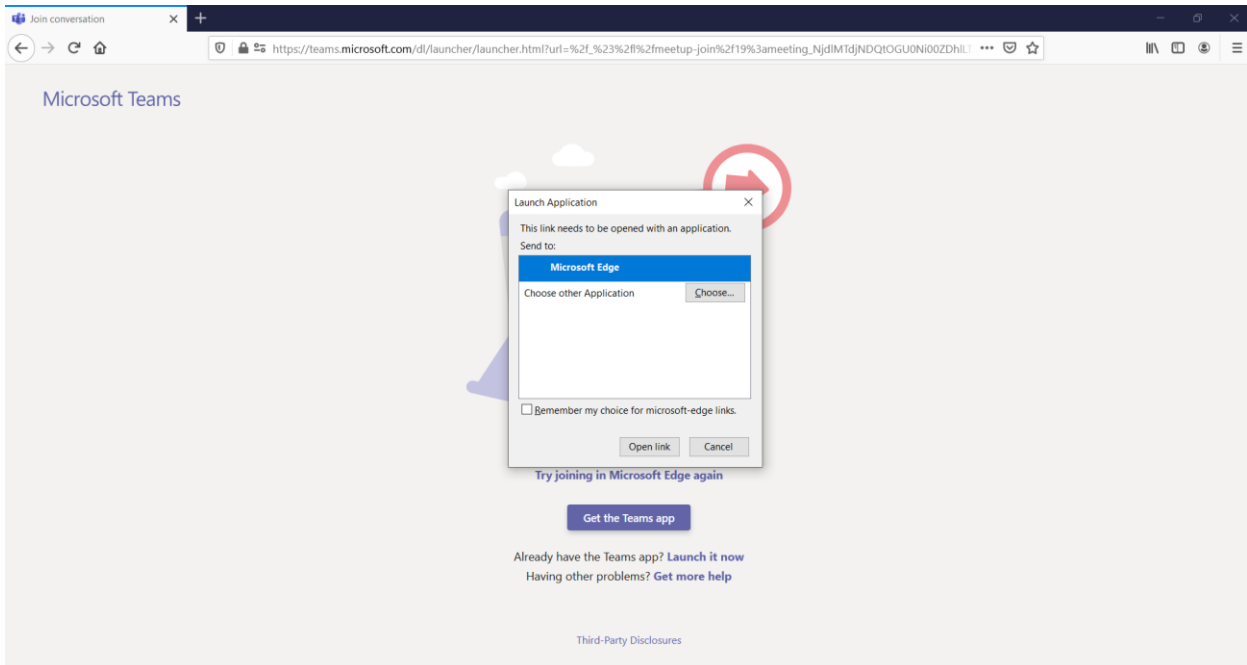 Join conversation
https://teams.microsoft.com/dl/launcher/launcher.html?url=%2f_%23%2fl%2fmeetup-join%2f19%3ameeting_NjdlMTdjNDQtOGU0Ni00ZDhlLT
Microsoft Teams
Launch Application
This link needs to be opened with an application.
Send to:
Microsoft Edge
Choose other Application Choose...
Remember my choice for microsoft-edge links.
Open link Cancel
Try joining in Microsoft Edge again
Get the Teams app
Already have the Teams app? Launch it now
Having other problems? Get more help
Third-Party Disclosures